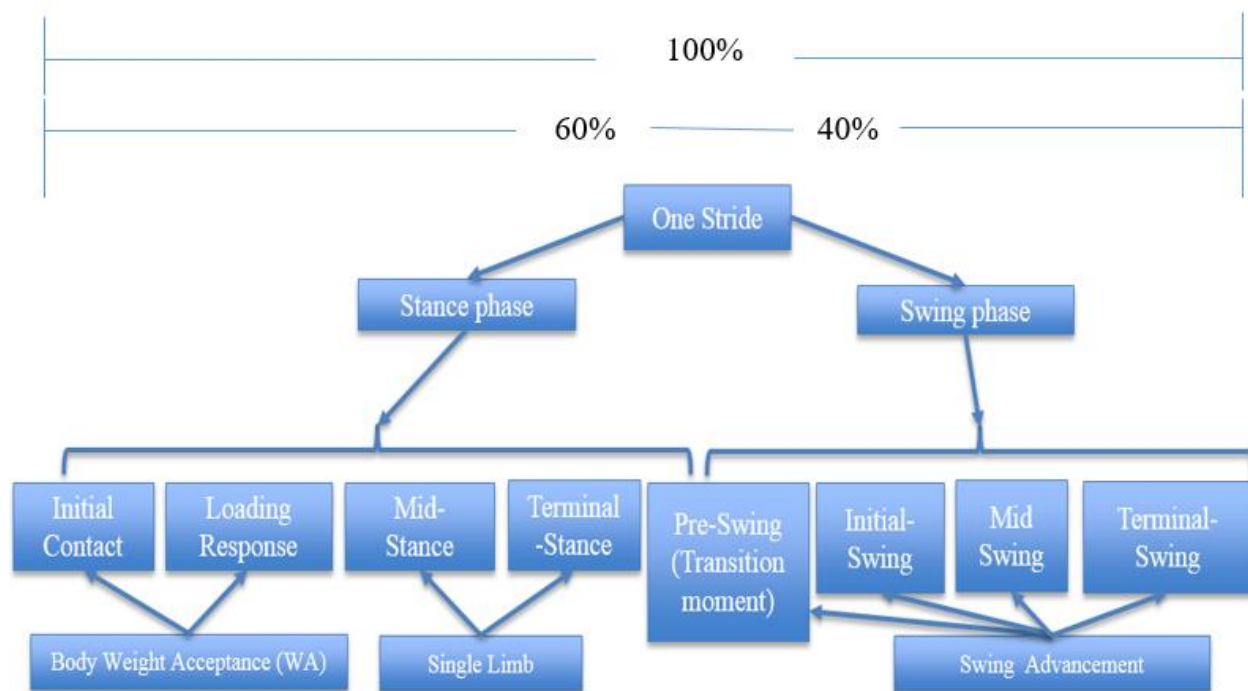 100%
60%
40%
One Stride
Stance phase
Swing phase
Initial
Contact
Loading
Response
Mid-
Stance
Terminal
-Stance
Pre-Swing
(Transition
moment)
Initial-
Swing
Mid
Swing
Terminal-
Swing
Body Weight Acceptance (WA)
Single Limb
Swing Advancement